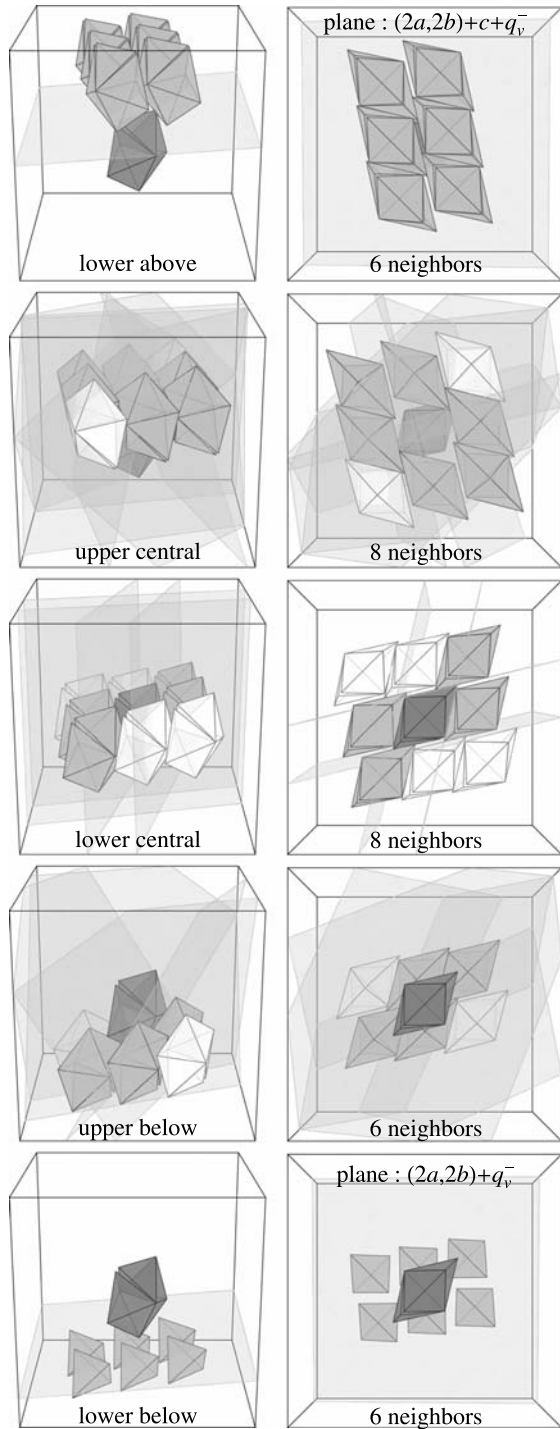 plane : (2a,2b)+c+q_v^-
lower above
6 neighbors
upper central
8 neighbors
lower central
8 neighbors
upper below
6 neighbors
plane : (2a,2b)+q_v^-
lower below
6 neighbors